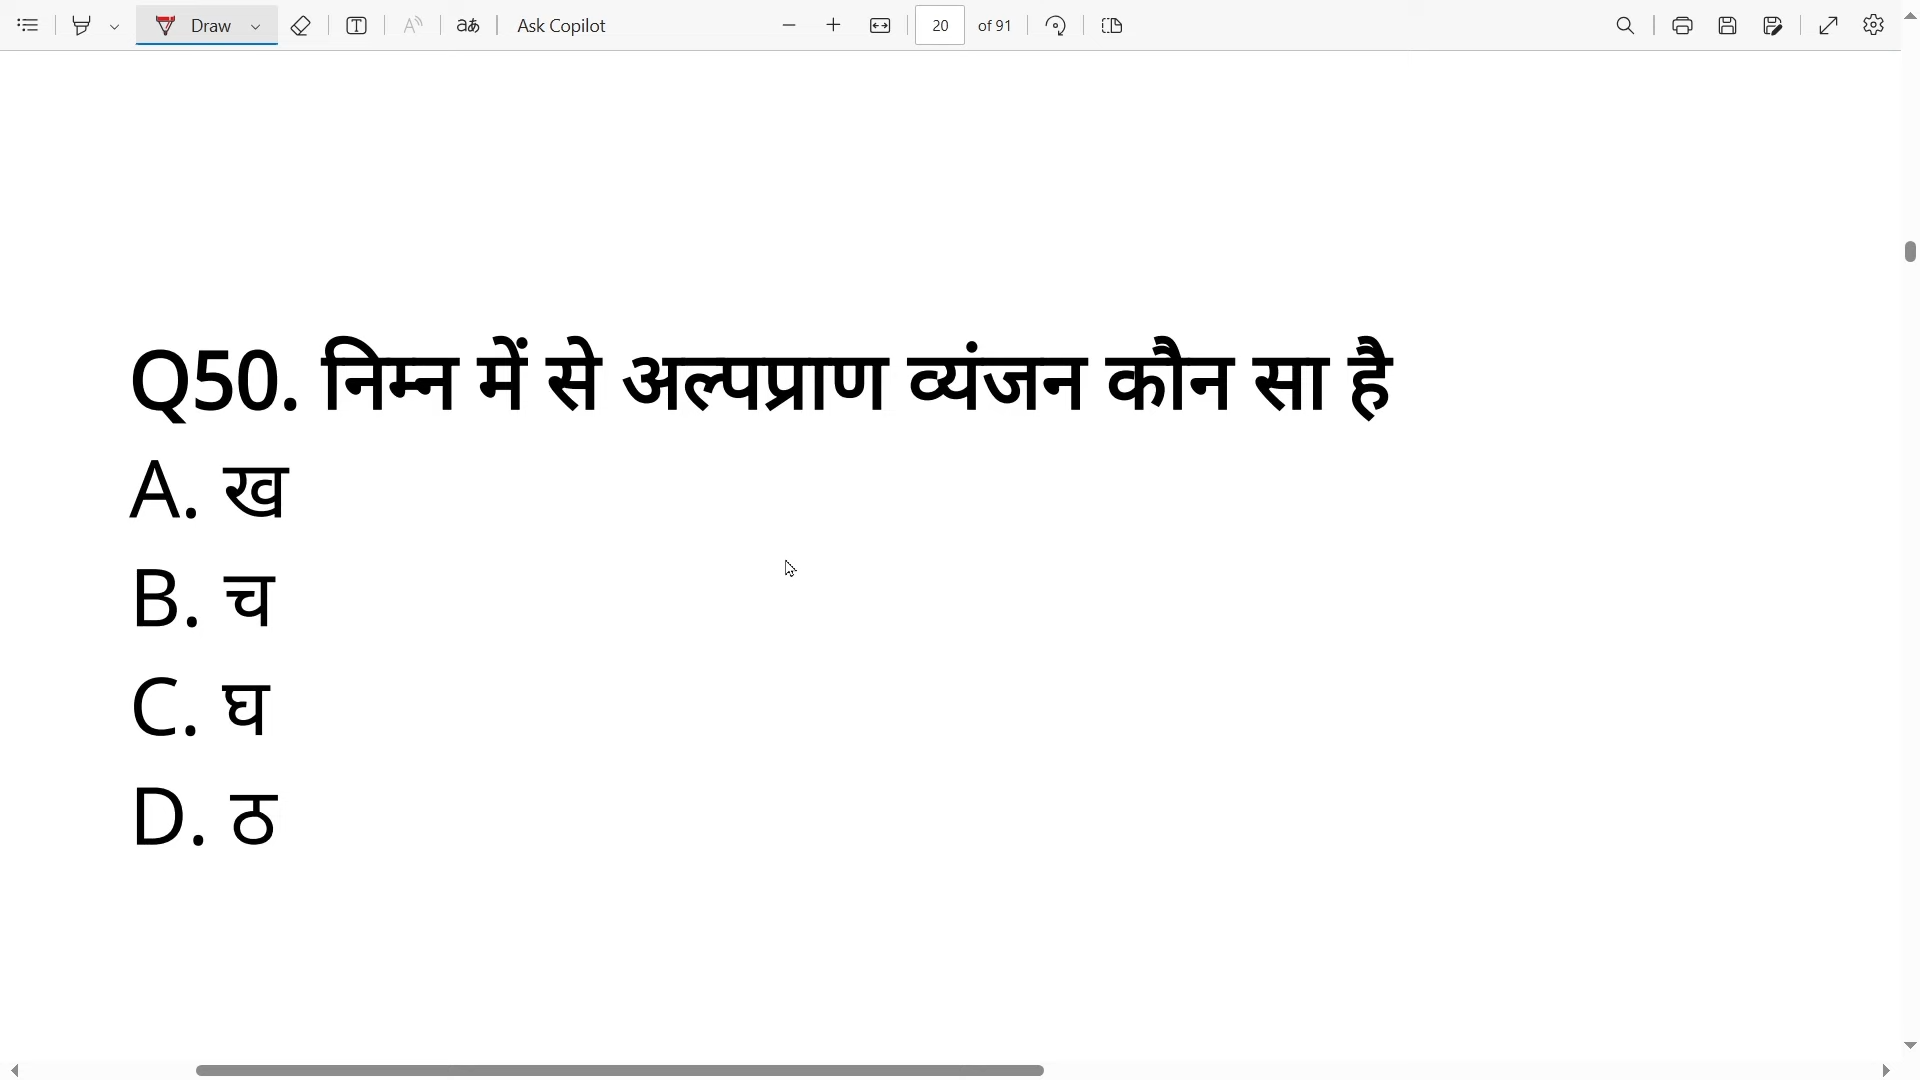 Draw Ask Copilot 20 of 91
Q50. निम्न में से अल्पप्राण व्यंजन कौन सा है
A. ख
B. च
C. घ
D. ठ